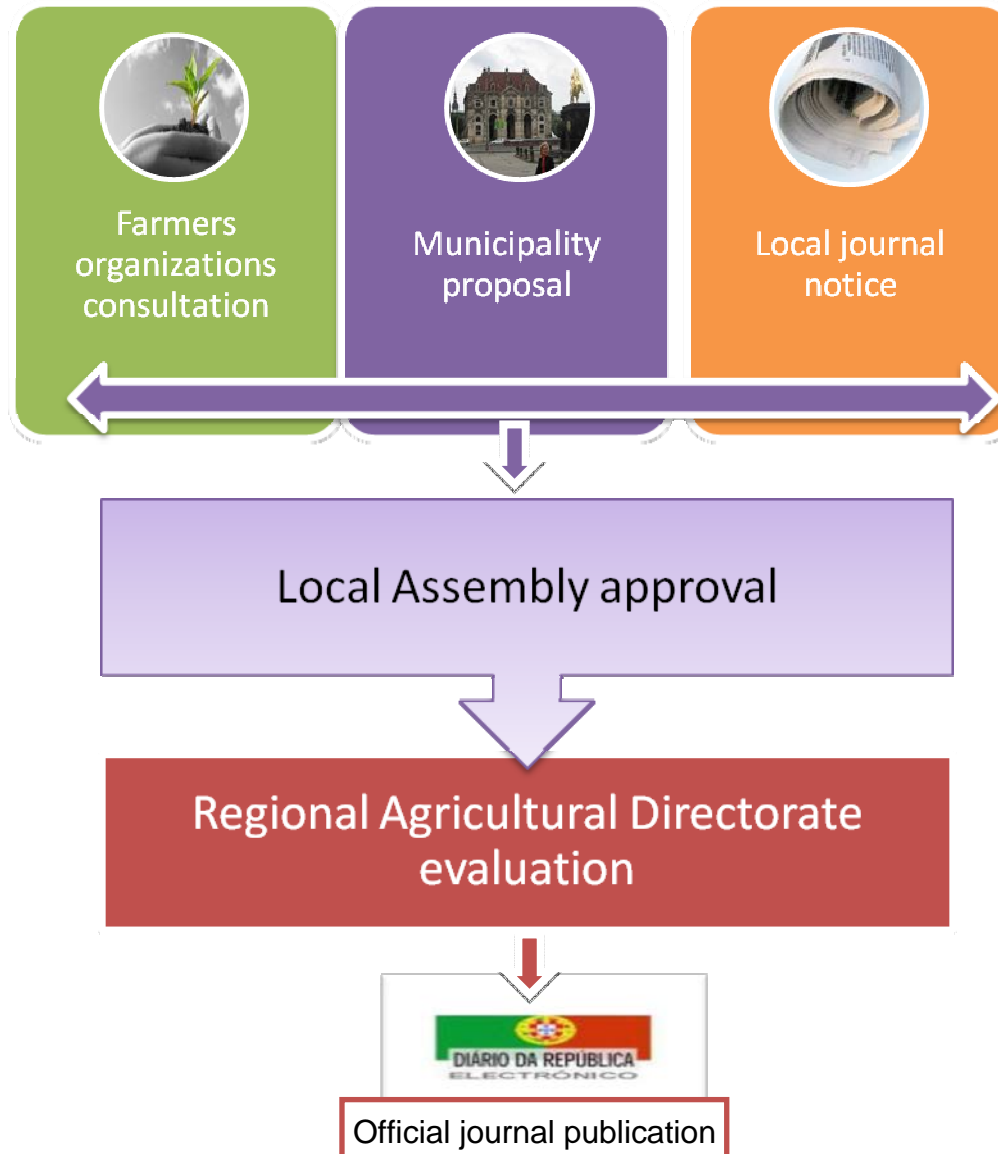 Farmers
organizations
consultation
Municipality
proposal
Local journal
notice
Local Assembly approval
Regional Agricultural Directorate
evaluation
DIÁRIO DA REPÚBLICA
ELECTRÓNICO
Official journal publication